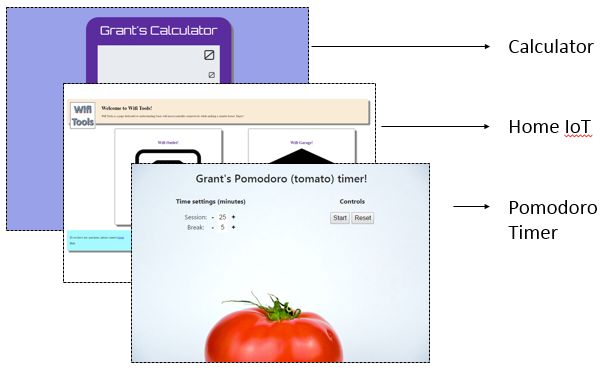 Grant's Calculator
Calculator
Wifi
Tools
Welcome to Wifi Tools!
Home IoT
Wifi Outlet!
Wifi Garage!
Grant's Pomodoro (tomato) timer!
Time settings (minutes)
Controls
Session: - 25 +
Start Reset
Break: - 5 +
Pomodoro
Timer